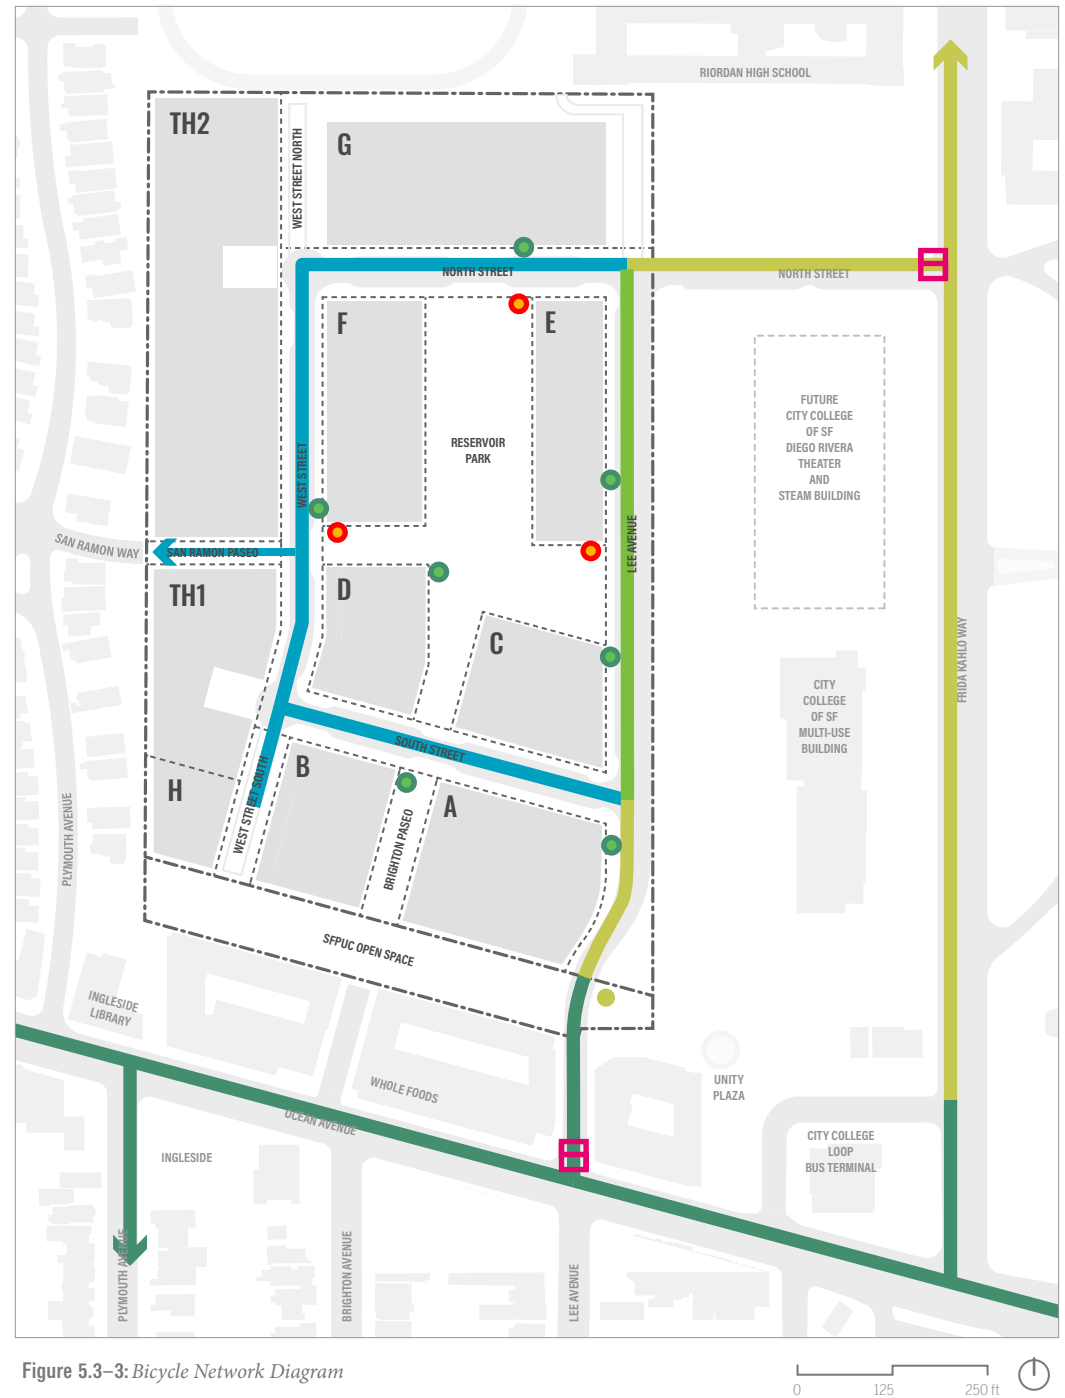 RIORDAN HIGH SCHOOL
TH2
WEST STREET NORTH
G
NORTH STREET
NORTH STREET
F
E
WEST STREET
RESERVOIR
PARK
LEE AVENUE
FUTURE
CITY COLLEGE
OF SF
DIEGO RIVERA
THEATER
AND
STEAM BUILDING
SAN RAMON WAY
SAN RAMON PASEO
TH1
D
C
FRIDA KAHLO WAY
CITY
COLLEGE
OF SF
MULTI-USE
BUILDING
SOUTH STREET
H
WEST STREET SOUTH
B
BRIGHTON PASEO
A
PLYMOUTH AVENUE
SFPUC OPEN SPACE
INGLESIDE
LIBRARY
WHOLE FOODS
UNITY
PLAZA
OCEAN AVENUE
CITY COLLEGE
LOOP
BUS TERMINAL
INGLESIDE
PLYMOUTH AVENUE
BRIGHTON AVENUE
LEE AVENUE
Figure 5.3–3: Bicycle Network Diagram
0 125 250 ft